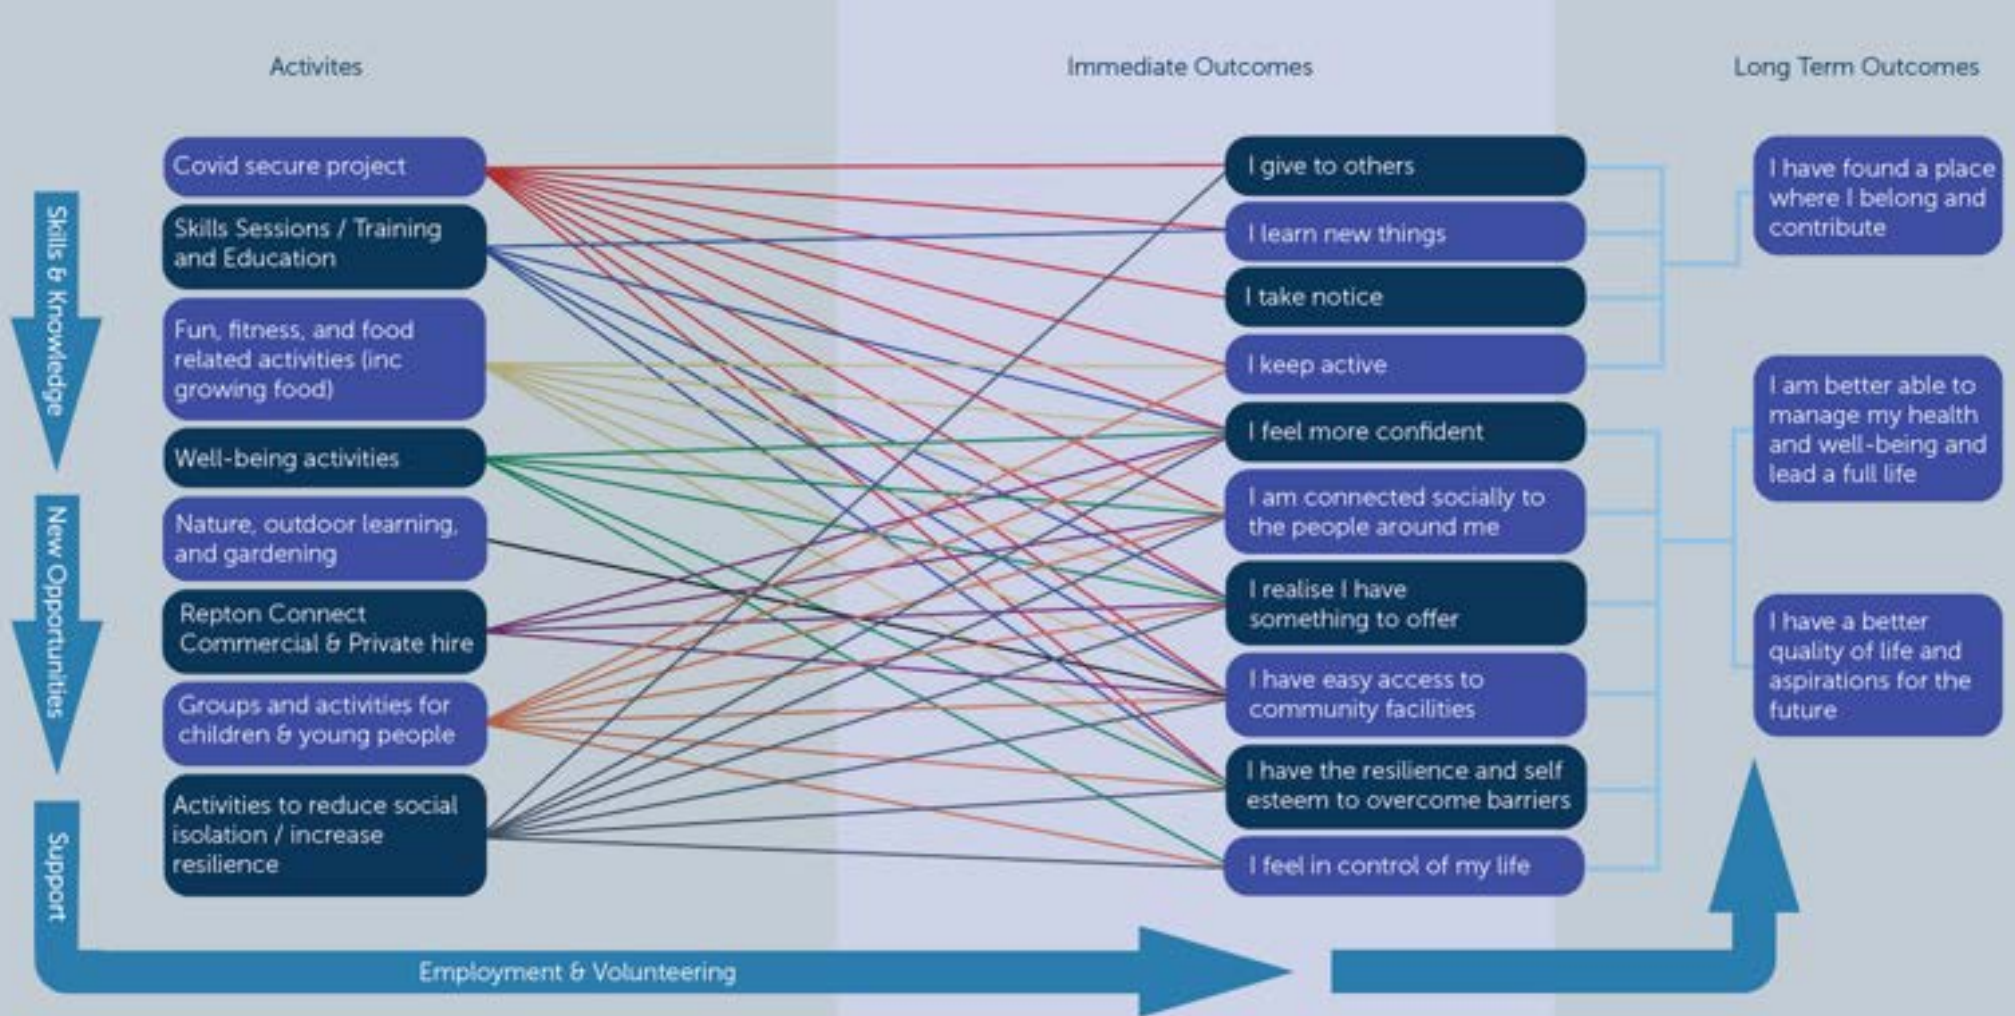 Activites
Immediate Outcomes
Long Term Outcomes
Skills & Knowledge
New Opportunities
Support
Covid secure project
Skills Sessions / Training
and Education
Fun, fitness, and food
related activities (inc
growing food)
Well-being activities
Nature, outdoor learning,
and gardening
Repton Connect
Commercial & Private hire
Groups and activities for
children & young people
Activities to reduce social
isolation / increase
resilience
I give to others
I learn new things
I take notice
I keep active
I feel more confident
I am connected socially to
the people around me
I realise I have
something to offer
I have easy access to
community facilities
I have the resilience and self
esteem to overcome barriers
I feel in control of my life
I have found a place
where I belong and
contribute
I am better able to
manage my health
and well-being and
lead a full life
I have a better
quality of life and
aspirations for the
future
Employment & Volunteering